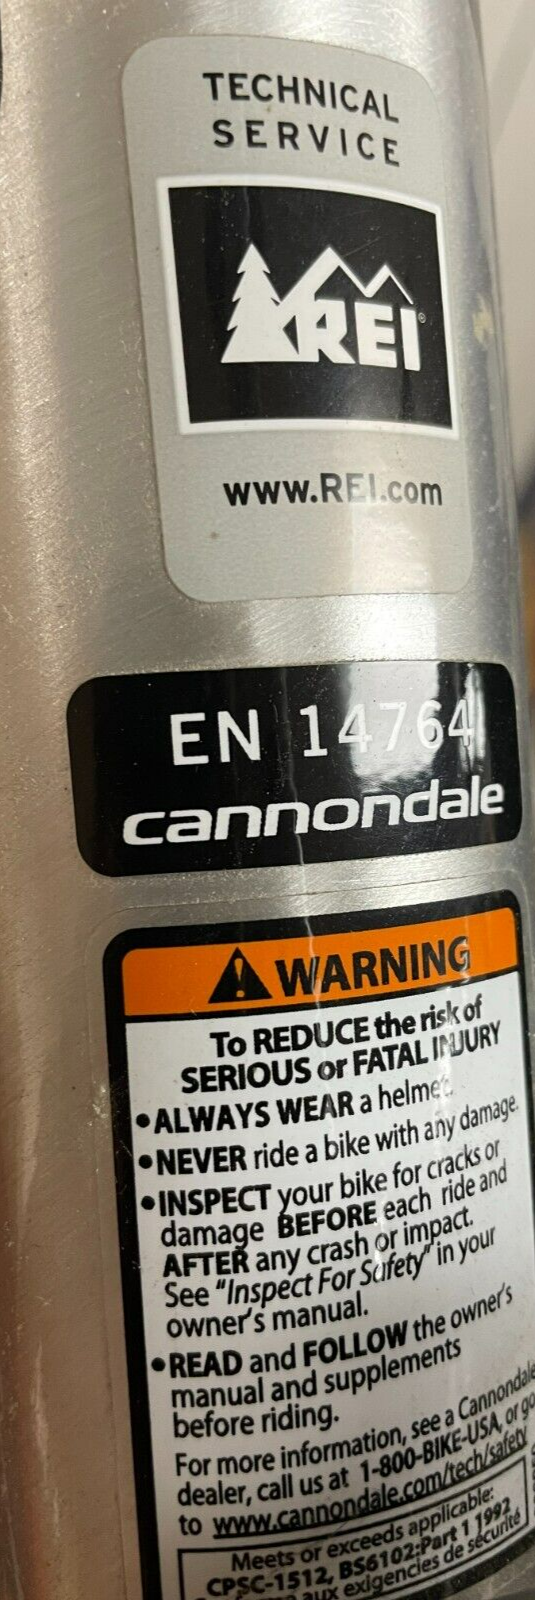 TECHNICAL
SERVICE
REI®
www.REI.com
EN 14764
cannondale
WARNING
To REDUCE the risk of
SERIOUS or FATAL INJURY
•ALWAYS WEAR a helmet.
•NEVER ride a bike with any damage.
•INSPECT your bike for cracks or
damage BEFORE each ride and
AFTER any crash or impact.
See "Inspect For Safety" in your
owner's manual.
•READ and FOLLOW the owner's
manual and supplements
before riding.
For more information, see a Cannondale
dealer, call us at 1-800-BIKE-USA, or go
to www.cannondale.com/tech/safety
Meets or exceeds applicable:
CPSC-1512, BS6102:Part 1 1992
aux exigencies de sécurité